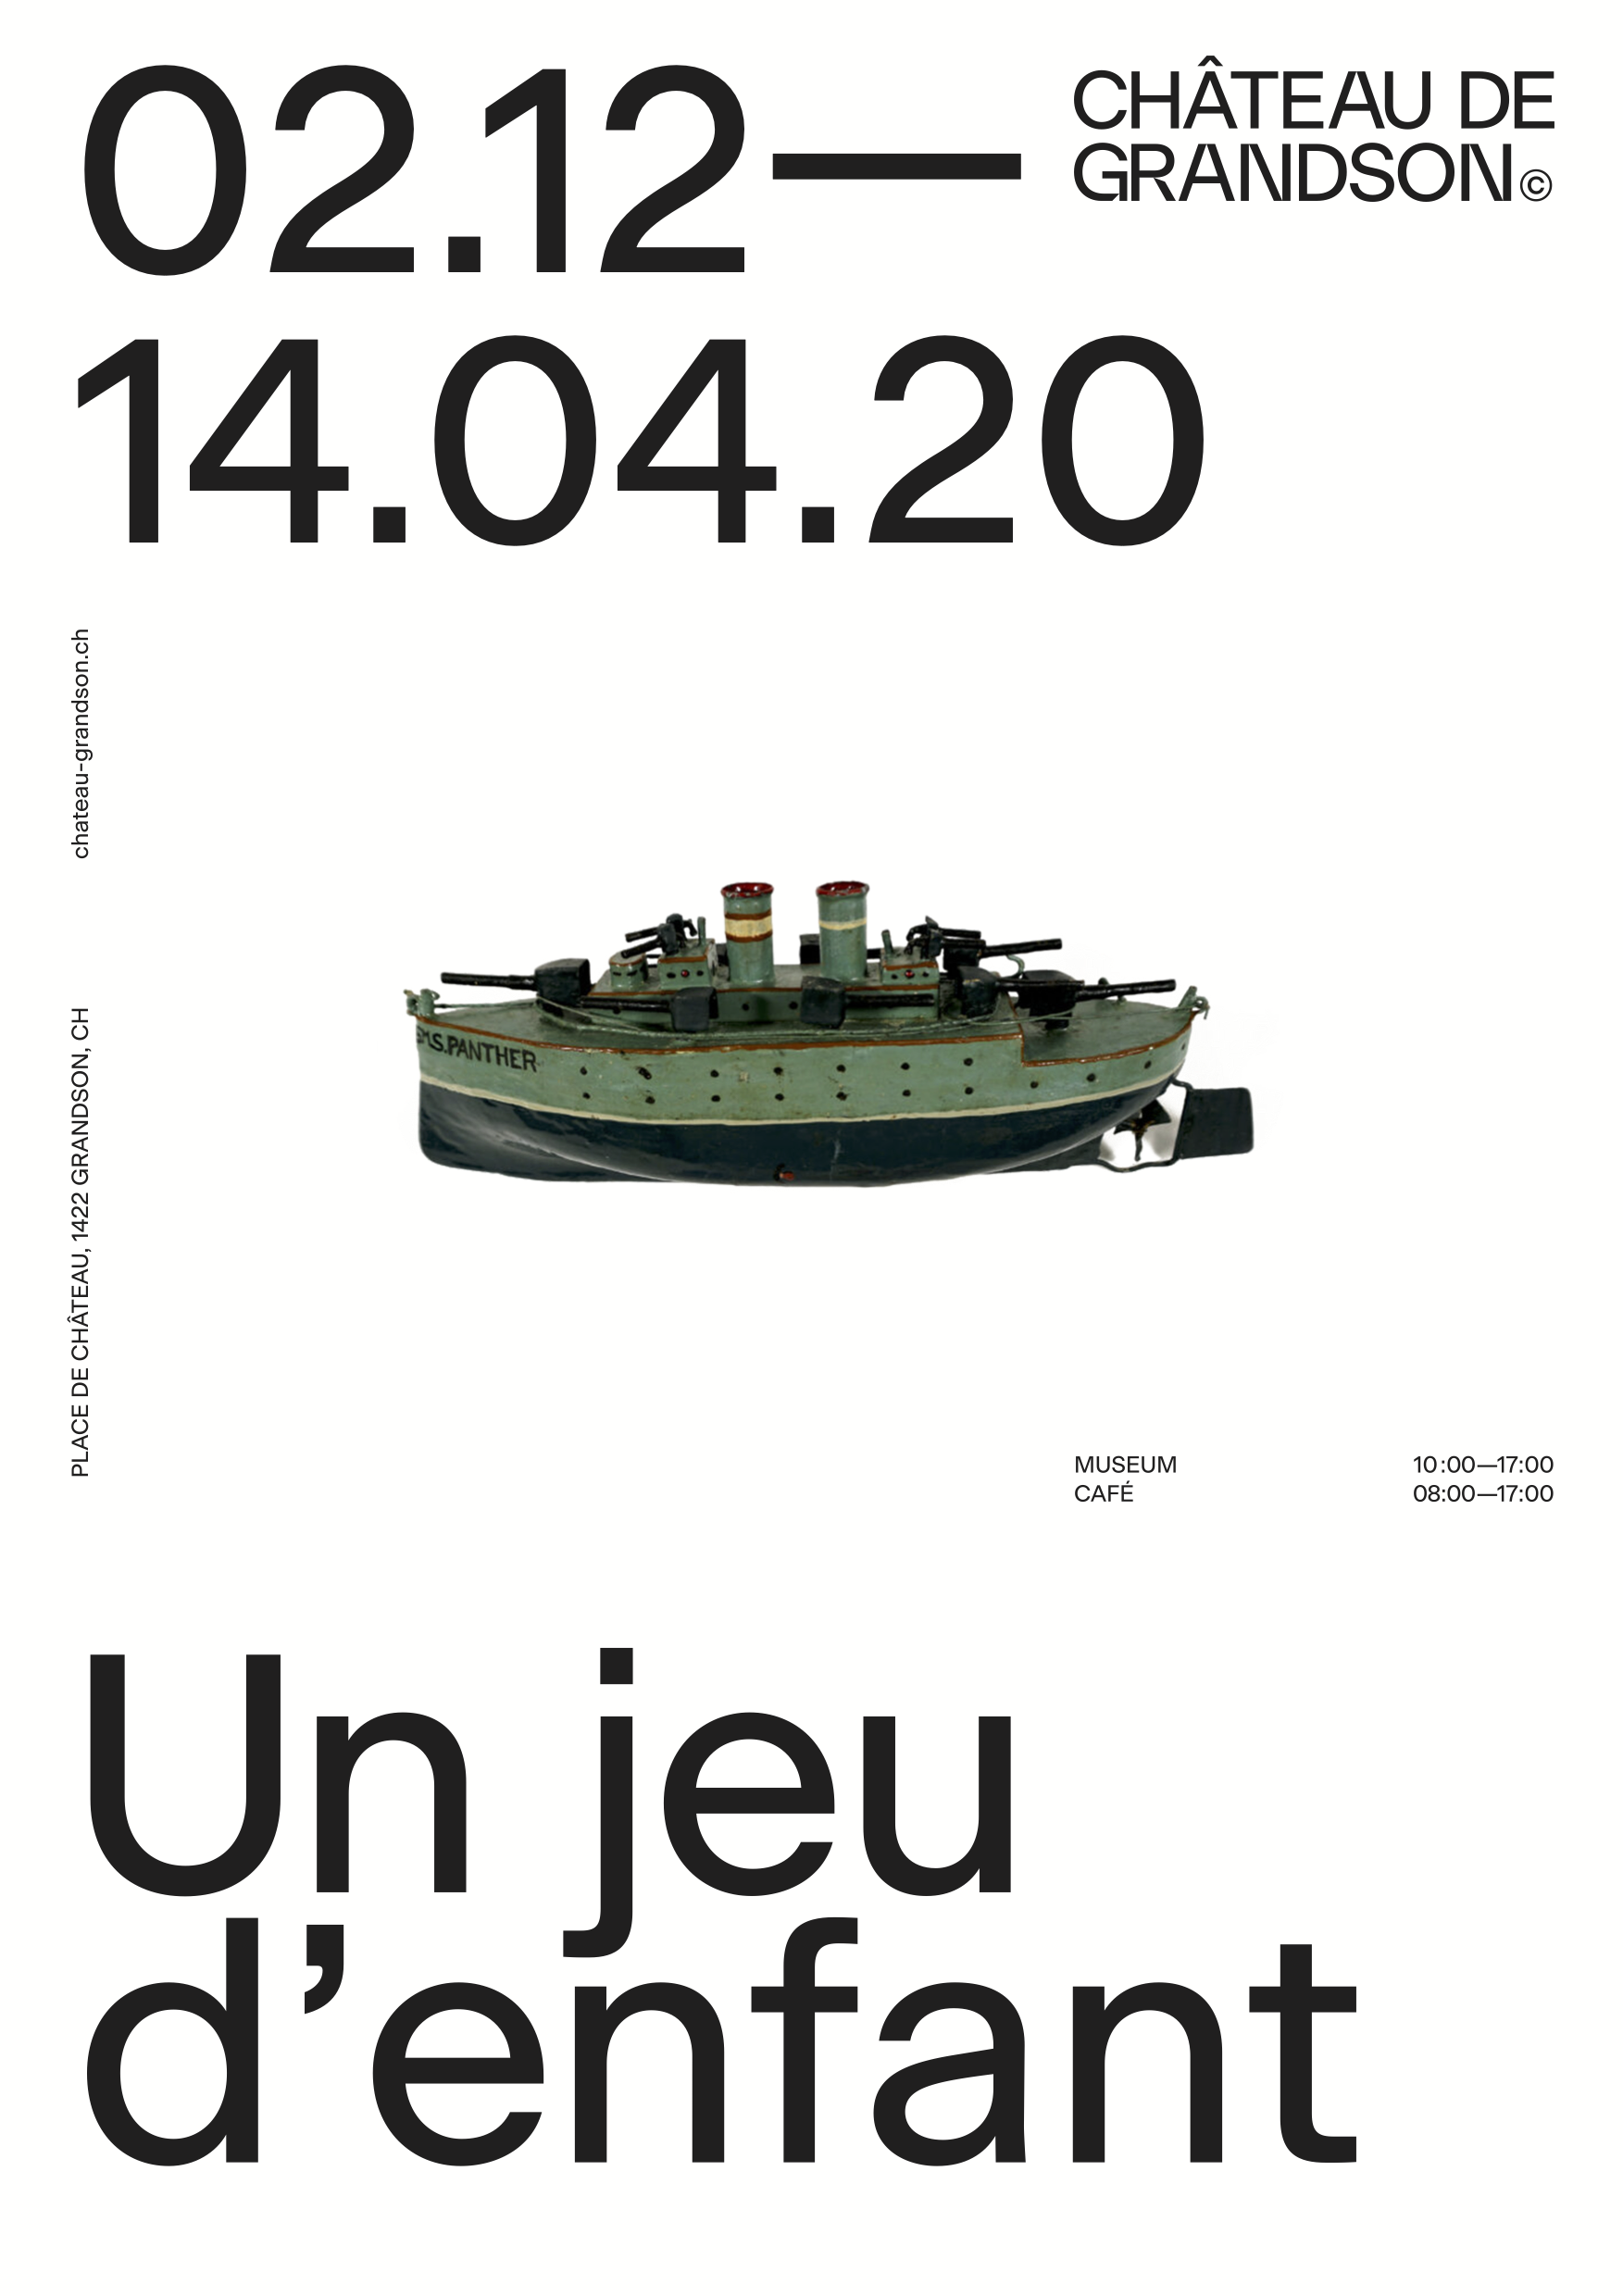 02.12—
14.04.20
CHÂTEAU DE
GRANDSON©
chateau-grandson.ch
PLACE DE CHÂTEAU, 1422 GRANDSON, CH
S.M.S. PANTHER
MUSEUM 10:00—17:00
CAFÉ 08:00—17:00
Un jeu
d’enfant